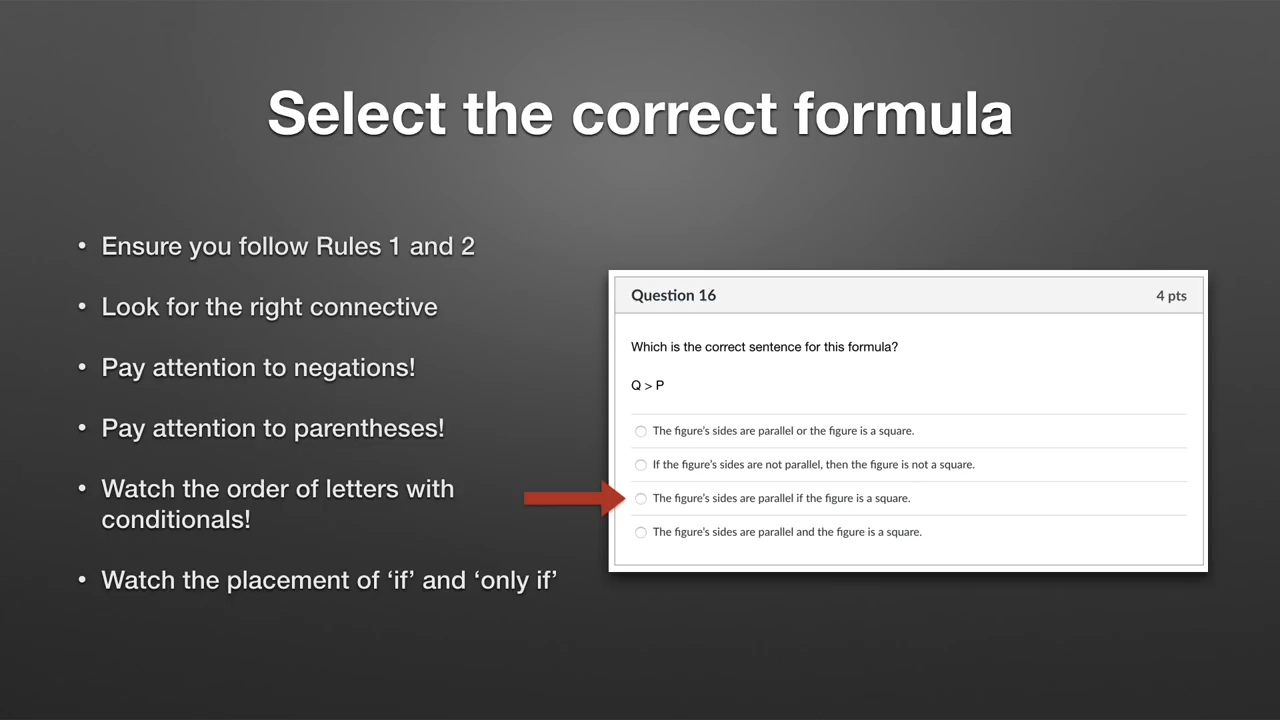 Select the correct formula
• Ensure you follow Rules 1 and 2
• Look for the right connective
• Pay attention to negations!
• Pay attention to parentheses!
• Watch the order of letters with
conditionals!
• Watch the placement of ‘if’ and ‘only if’
Question 16 4 pts
Which is the correct sentence for this formula?
Q > P
The figure’s sides are parallel or the figure is a square.
If the figure’s sides are not parallel, then the figure is not a square.
The figure’s sides are parallel if the figure is a square.
The figure’s sides are parallel and the figure is a square.